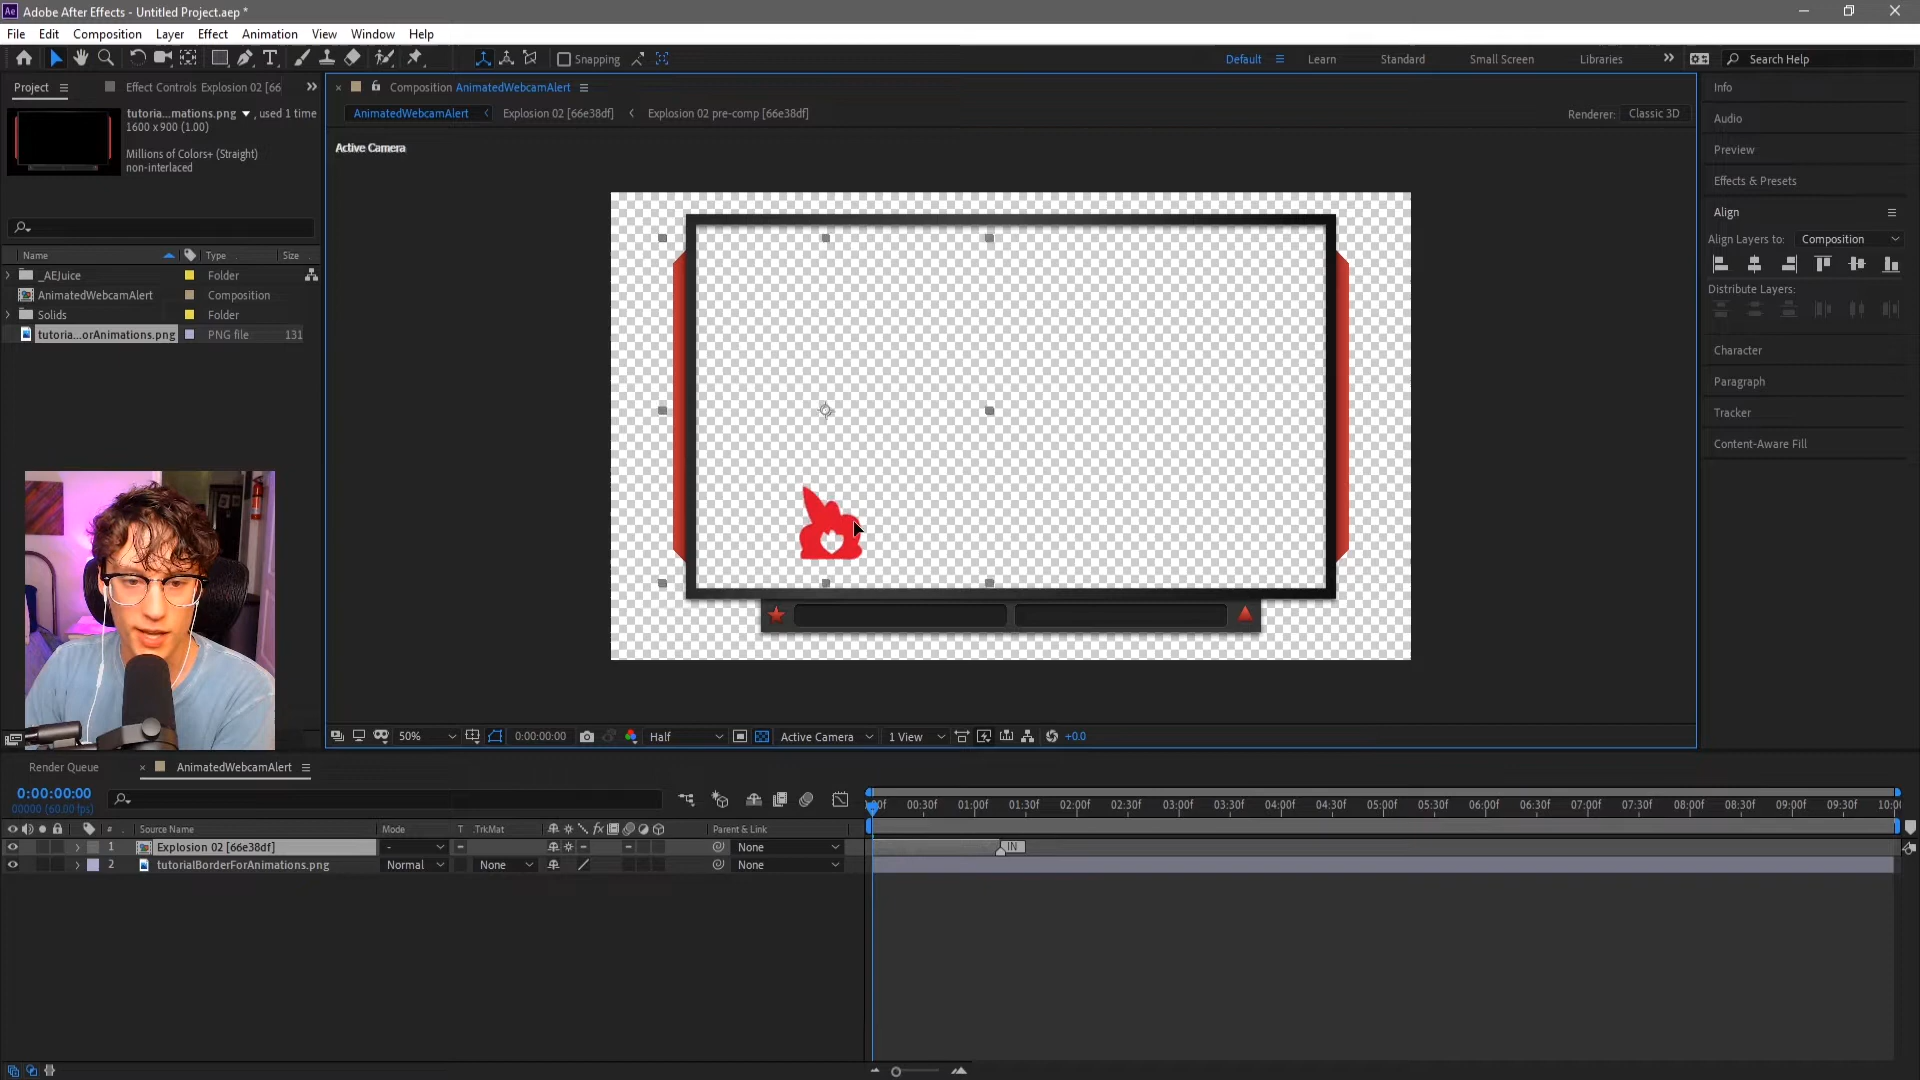 Ae Adobe After Effects - Untitled Project.aep *
File Edit Composition Layer Effect Animation View Window Help
Snapping
Default Learn Standard Small Screen Libraries Search Help
Project Effect Controls Explosion 02 [66
tutoria...mations.png , used 1 time
1600 x 900 (1.00)
Millions of Colors+ (Straight)
non-interlaced
Name Type Size
_AEJuice Folder
AnimatedWebcamAlert Composition
Solids Folder
tutoria...orAnimations.png PNG file 131
Composition AnimatedWebcamAlert
AnimatedWebcamAlert Explosion 02 [66e38df] Explosion 02 pre-comp [66e38df]
Renderer: Classic 3D
Active Camera
50% 0:00:00:00 Half Active Camera 1 View +0.0
Info
Audio
Preview
Effects & Presets
Align
Align Layers to: Composition
Distribute Layers:
Character
Paragraph
Tracker
Content-Aware Fill
Render Queue AnimatedWebcamAlert
0:00:00:00
00000 (60.00 fps)
# Source Name Mode T .TrkMat Parent & Link
1 Explosion 02 [66e38df] - None
2 tutorialBorderForAnimations.png Normal None None
00:30f 01:00f 01:30f 02:00f 02:30f 03:00f 03:30f 04:00f 04:30f 05:00f 05:30f 06:00f 06:30f 07:00f 07:30f 08:00f 08:30f 09:00f 09:30f
IN